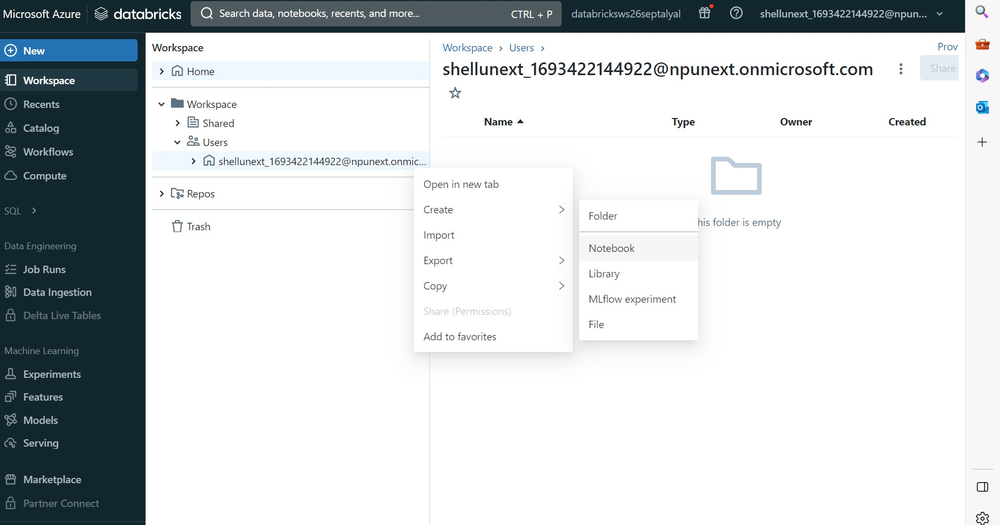 Microsoft Azure
databricks
Search data, notebooks, recents, and more...
CTRL + P
databricksws26septalyal
shellunext_1693422144922@npun...
New
Workspace
Recents
Catalog
Workflows
Compute
SQL
Data Engineering
Job Runs
Data Ingestion
Delta Live Tables
Machine Learning
Experiments
Features
Models
Serving
Marketplace
Partner Connect
Workspace
Home
Workspace
Shared
Users
shellunext_1693422144922@npunext.onmic...
Repos
Trash
Workspace > Users >
Prov
shellunext_1693422144922@npunext.onmicrosoft.com
Share
Name Type Owner Created
his folder is empty
Open in new tab
Create
Import
Export
Copy
Share (Permissions)
Add to favorites
Folder
Notebook
Library
MLflow experiment
File